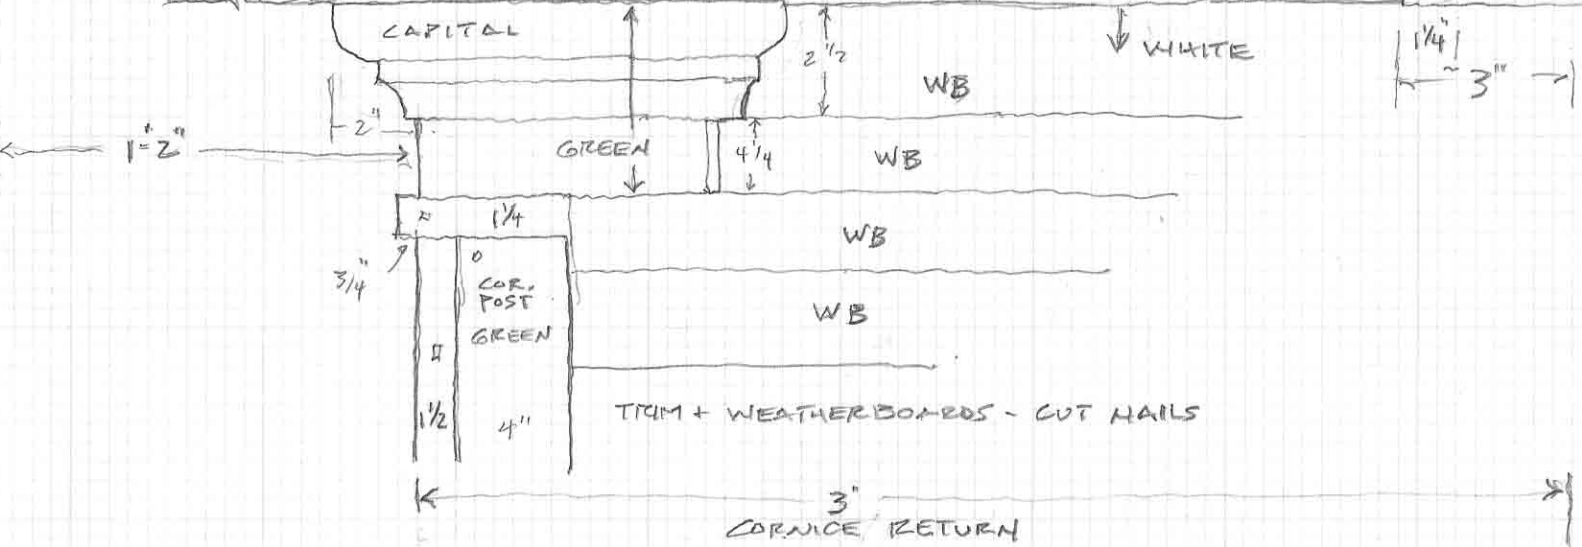 CAPITAL
2 1/2
WHITE
1 1/4"
~ 3"
WB
2"
1' = 2"
GREEN
4 1/4
WB
1 1/4
WB
3/4"
COR.
POST
GREEN
WB
1 1/2
4"
TRIM + WEATHERBOARDS - CUT NAILS
3"
CORNICE RETURN